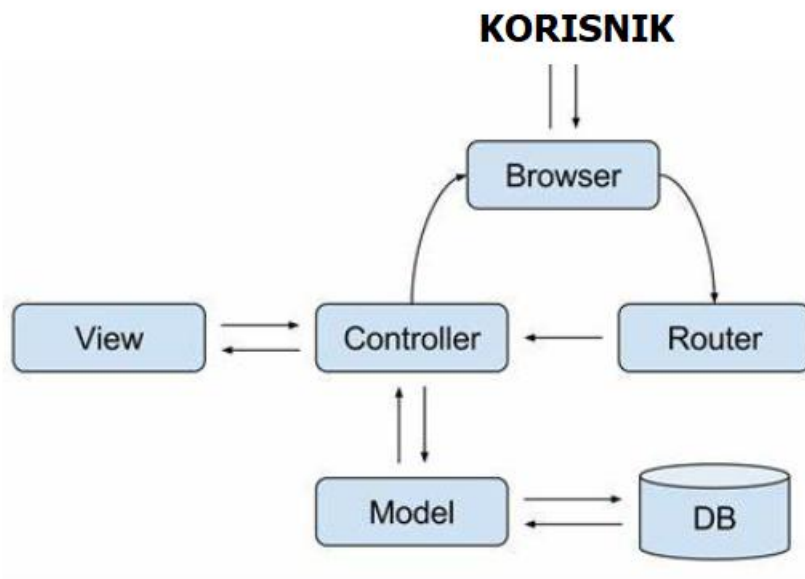 KORISNIK
Browser
View
Controller
Router
Model
DB